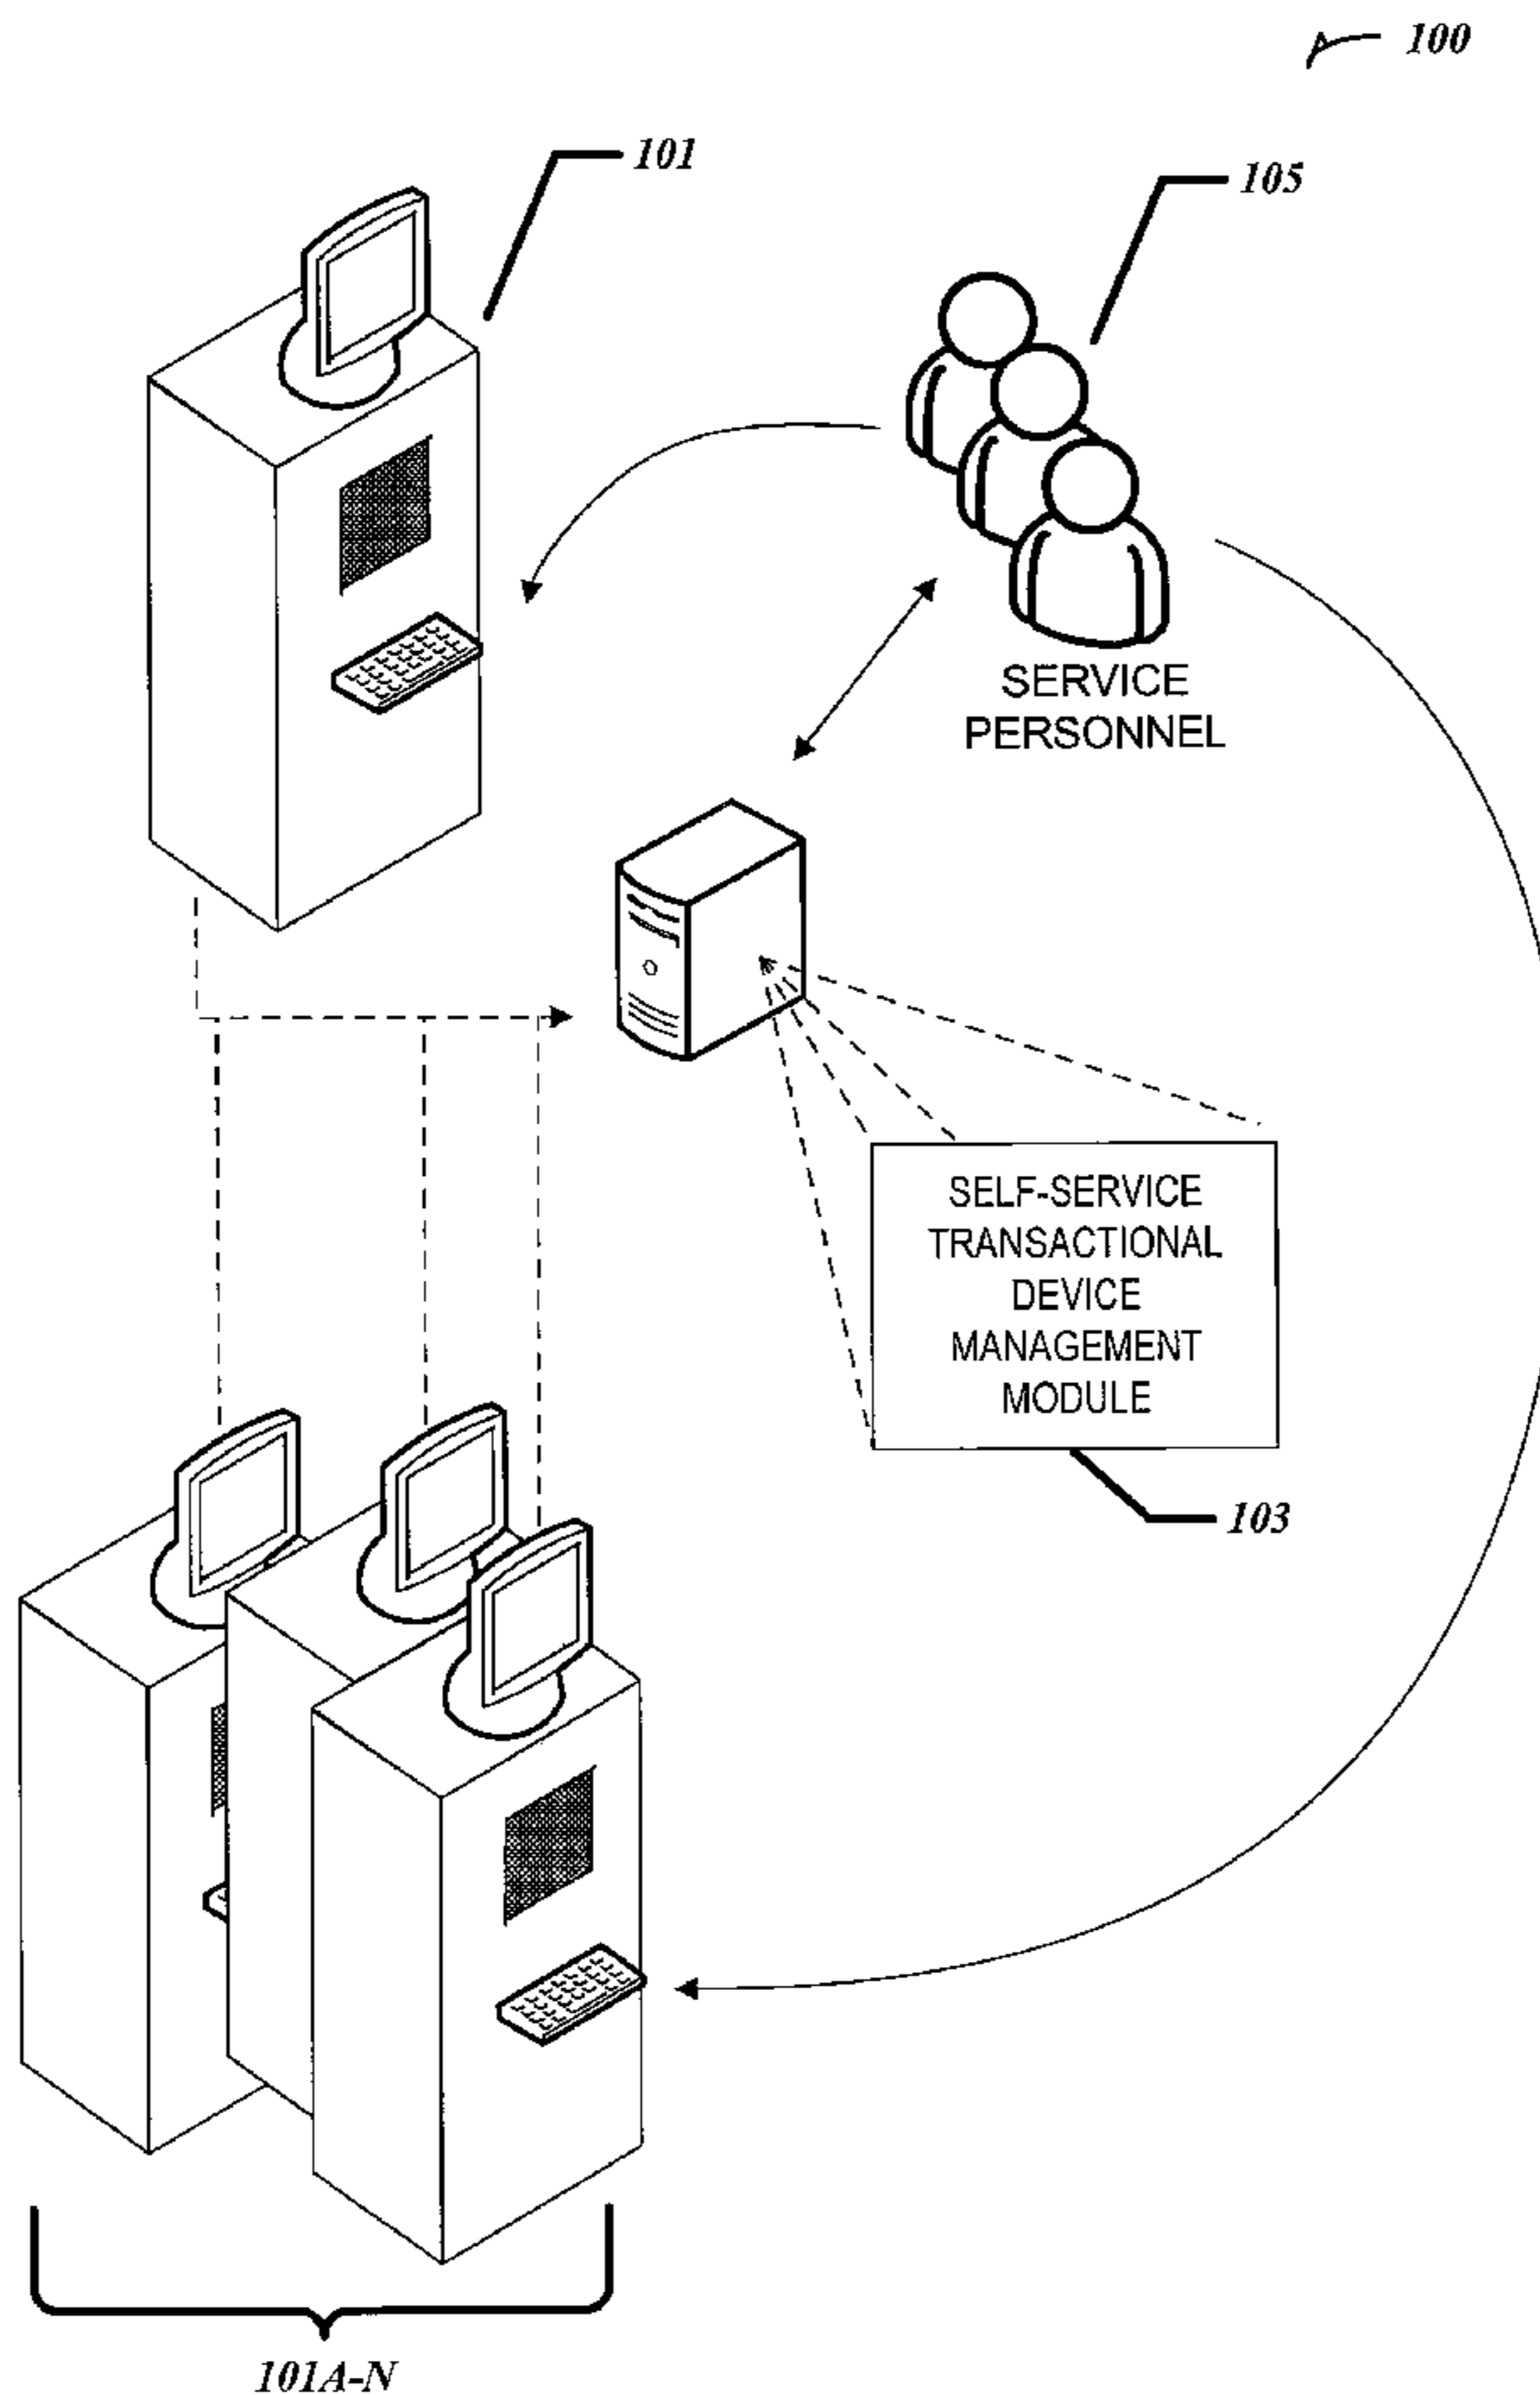 100
101
105
SERVICE
PERSONNEL
SELF-SERVICE
TRANSACTIONAL
DEVICE
MANAGEMENT
MODULE
103
101A-N